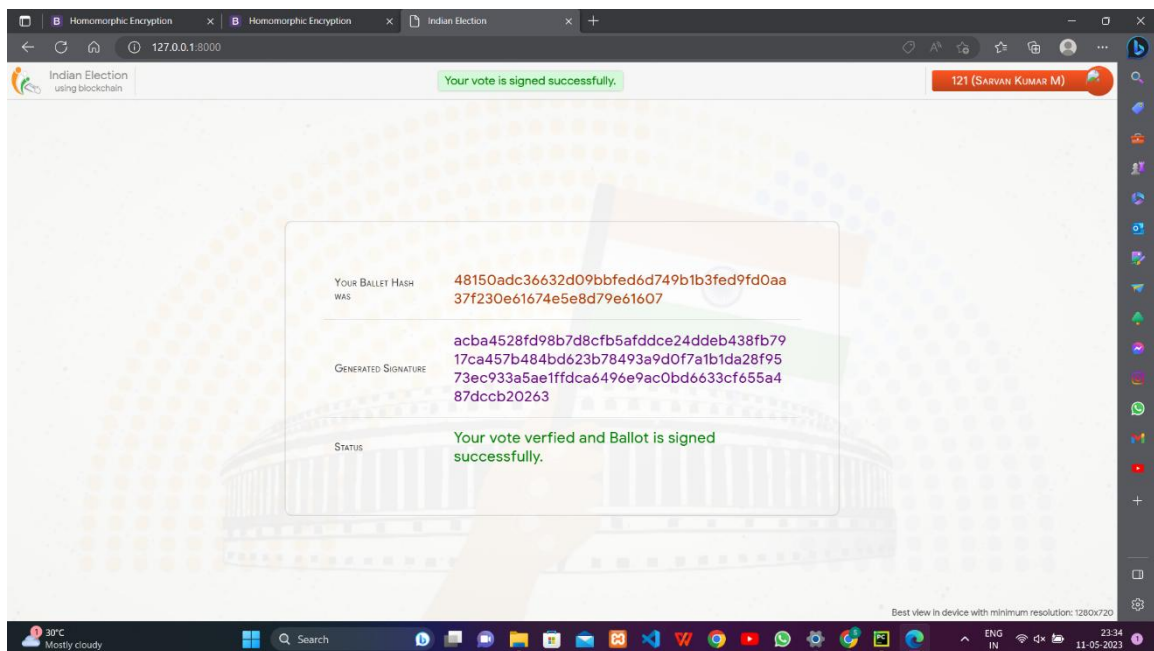 Homomorphic Encryption
Homomorphic Encryption
Indian Election
127.0.0.1:8000
Indian Election
using blockchain
Your vote is signed successfully.
121 (Sarvan Kumar M)
Your Ballet Hash
was
48150adc36632d09bbfed6d749b1b3fed9fd0aa
37f230e61674e5e8d79e61607
Generated Signature
acba4528fd98b7d8cfb5afddce24ddeb438fb79
17ca457b484bd623b78493a9d0f7a1b1da28f95
73ec933a5ae1ffdca6496e9ac0bd6633cf655a4
87dccb20263
Status
Your vote verfied and Ballot is signed
successfully.
Best view in device with minimum resolution: 1280x720
1
30°C
Mostly cloudy
Search
ENG
IN
23:34
11-05-2023
1